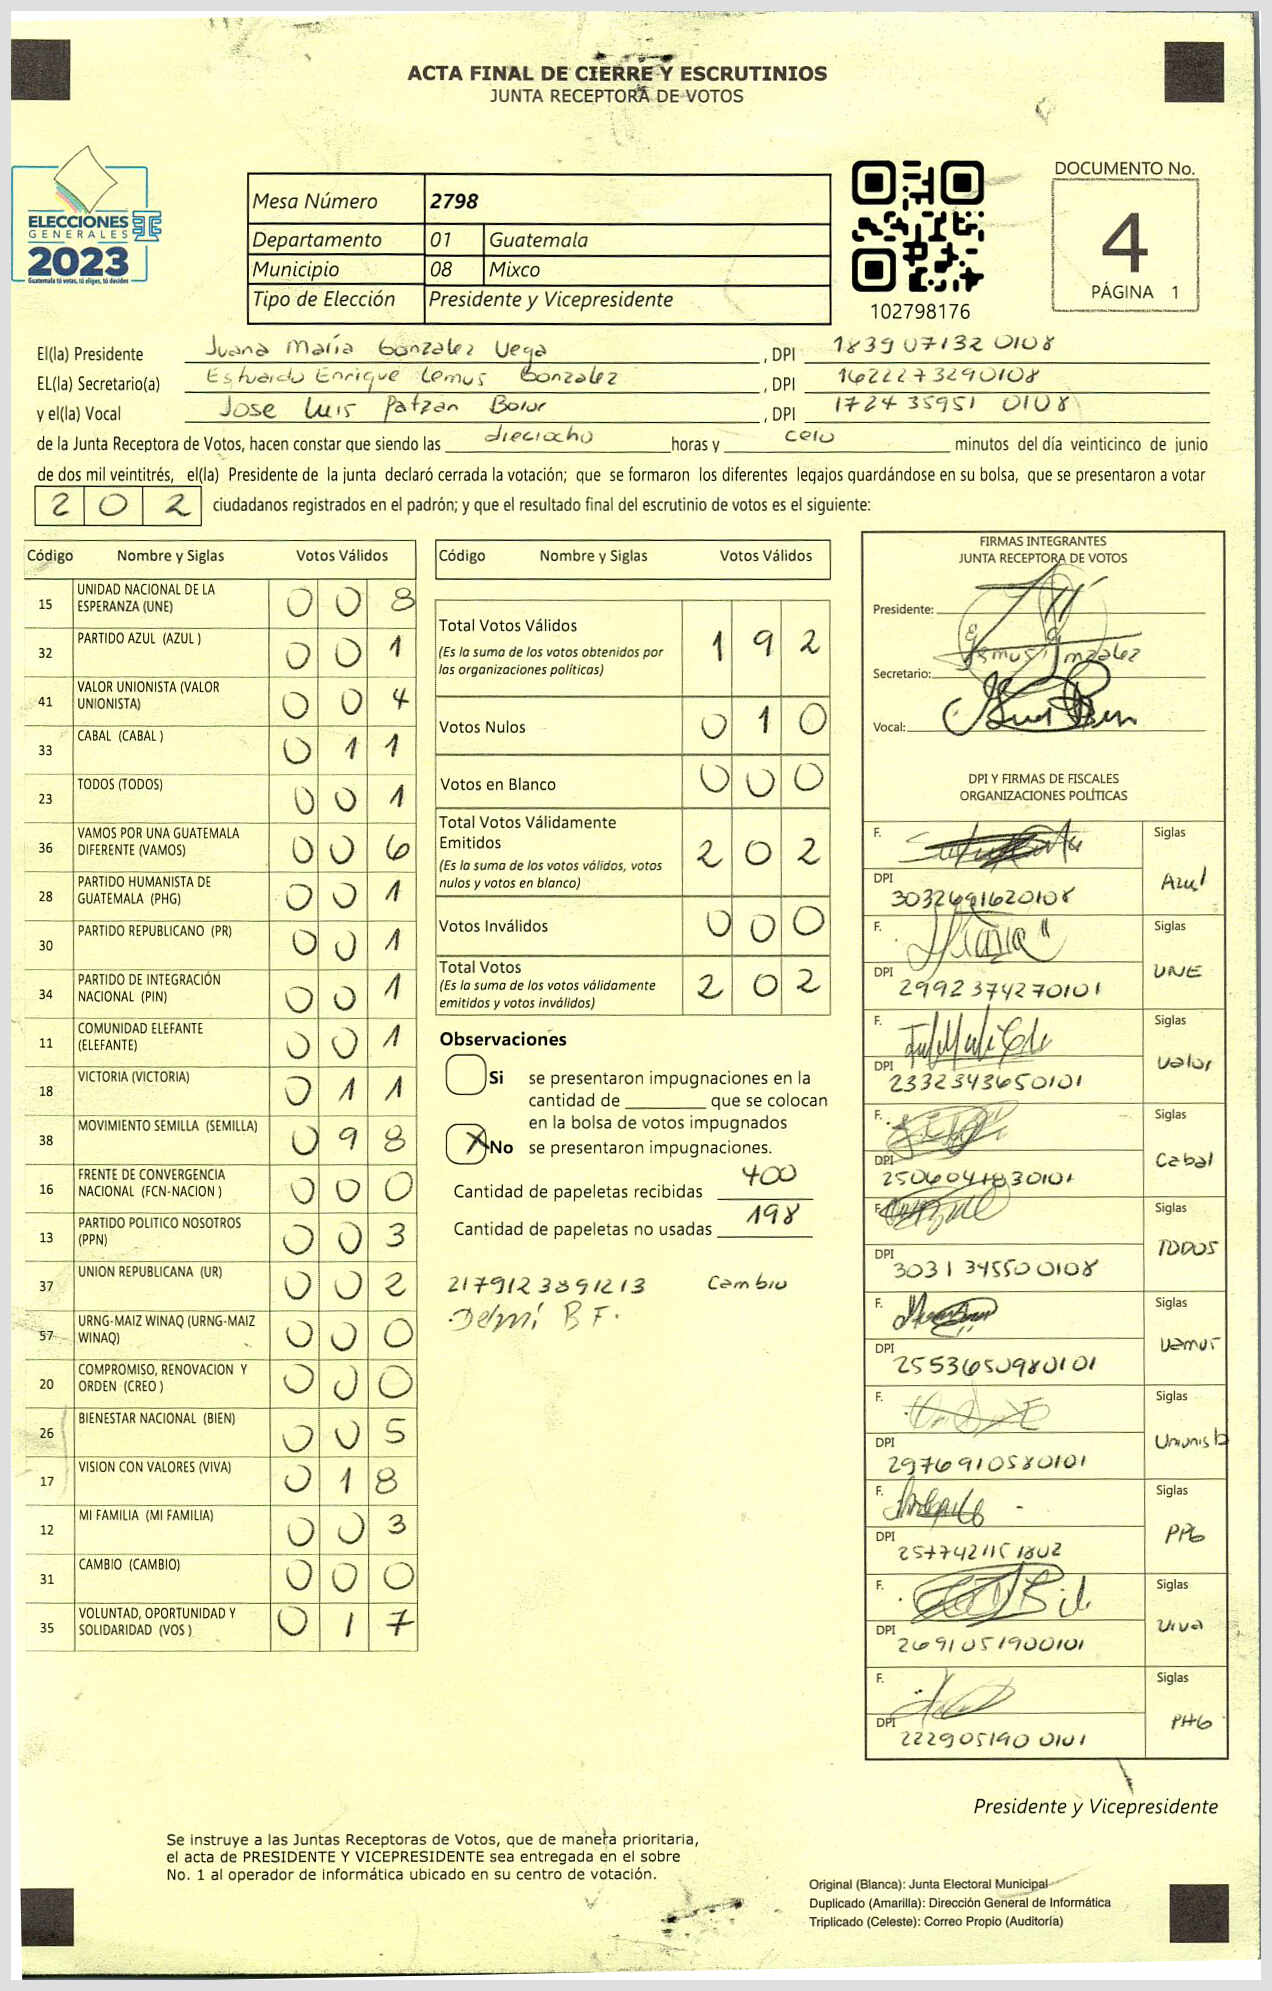 ACTA FINAL DE CIERRE Y ESCRUTINIOS
JUNTA RECEPTORA DE VOTOS
ELECCIONES
GENERALES
2023
Guatemala tú votas, tú eliges, tú decides
Mesa Número 2798
Departamento 01 Guatemala
Municipio 08 Mixco
Tipo de Elección Presidente y Vicepresidente
102798176
DOCUMENTO No.
4
PÁGINA 1
El(la) Presidente Juana María Gonzalez Vega , DPI 1839071320108
EL(la) Secretario(a) Estuardo Enrique Lemus Gonzalez , DPI 1622273290108
y el(la) Vocal Jose Luis Patzan Bolur , DPI 1724359510108
de la Junta Receptora de Votos, hacen constar que siendo las dieciocho horas y cero minutos del día veinticinco de junio
de dos mil veintitrés, el(la) Presidente de la junta declaró cerrada la votación; que se formaron los diferentes legajos guardándose en su bolsa, que se presentaron a votar
202 ciudadanos registrados en el padrón; y que el resultado final del escrutinio de votos es el siguiente:
Código Nombre y Siglas Votos Válidos
15 UNIDAD NACIONAL DE LA ESPERANZA (UNE) 0 0 8
32 PARTIDO AZUL (AZUL ) 0 0 1
41 VALOR UNIONISTA (VALOR UNIONISTA) 0 0 4
33 CABAL (CABAL ) 0 1 1
23 TODOS (TODOS) 0 0 1
36 VAMOS POR UNA GUATEMALA DIFERENTE (VAMOS) 0 0 6
28 PARTIDO HUMANISTA DE GUATEMALA (PHG) 0 0 1
30 PARTIDO REPUBLICANO (PR) 0 0 1
34 PARTIDO DE INTEGRACIÓN NACIONAL (PIN) 0 0 1
11 COMUNIDAD ELEFANTE (ELEFANTE) 0 0 1
18 VICTORIA (VICTORIA) 0 1 1
38 MOVIMIENTO SEMILLA (SEMILLA) 0 9 8
16 FRENTE DE CONVERGENCIA NACIONAL (FCN-NACION ) 0 0 0
13 PARTIDO POLITICO NOSOTROS (PPN) 0 0 3
37 UNION REPUBLICANA (UR) 0 0 2
57 URNG-MAIZ WINAQ (URNG-MAIZ WINAQ) 0 0 0
20 COMPROMISO, RENOVACION Y ORDEN (CREO ) 0 0 0
26 BIENESTAR NACIONAL (BIEN) 0 0 5
17 VISION CON VALORES (VIVA) 0 1 8
12 MI FAMILIA (MI FAMILIA) 0 0 3
31 CAMBIO (CAMBIO) 0 0 0
35 VOLUNTAD, OPORTUNIDAD Y SOLIDARIDAD (VOS ) 0 1 7
Código Nombre y Siglas Votos Válidos
Total Votos Válidos 1 9 2
(Es la suma de los votos obtenidos por
las organizaciones políticas)
Votos Nulos 0 1 0
Votos en Blanco 0 0 0
Total Votos Válidamente
Emitidos 2 0 2
(Es la suma de los votos válidos, votos
nulos y votos en blanco)
Votos Inválidos 0 0 0
Total Votos 2 0 2
(Es la suma de los votos válidamente
emitidos y votos inválidos)
Observaciones
Si se presentaron impugnaciones en la
cantidad de ________ que se colocan
en la bolsa de votos impugnados
X No se presentaron impugnaciones.
Cantidad de papeletas recibidas 400
Cantidad de papeletas no usadas 198
2179123891213 Cambio
Delmi B F.
FIRMAS INTEGRANTES
JUNTA RECEPTORA DE VOTOS
Presidente:
Secretario:
Vocal:
DPI Y FIRMAS DE FISCALES
ORGANIZACIONES POLÍTICAS
F. Siglas
DPI 3032691620108 Azul
F. Siglas
DPI 2992374270101 UNE
F. Siglas
DPI 2332343650101 Valor
F. Siglas
DPI 2506041830101 Cabal
F. Siglas
DPI 3031345500108 TODOS
F. Siglas
DPI 2553650980101 Vamos
F. Siglas
DPI 2976910580101 Unionista
F. Siglas
DPI
F. Siglas
DPI 2691051900101 Viva
F. Siglas
DPI 2229051900101 PHG
Presidente y Vicepresidente
Se instruye a las Juntas Receptoras de Votos, que de manera prioritaria,
el acta de PRESIDENTE Y VICEPRESIDENTE sea entregada en el sobre
No. 1 al operador de informática ubicado en su centro de votación.
Original (Blanca): Junta Electoral Municipal
Duplicado (Amarilla): Dirección General de Informática
Triplicado (Celeste): Correo Propio (Auditoría)